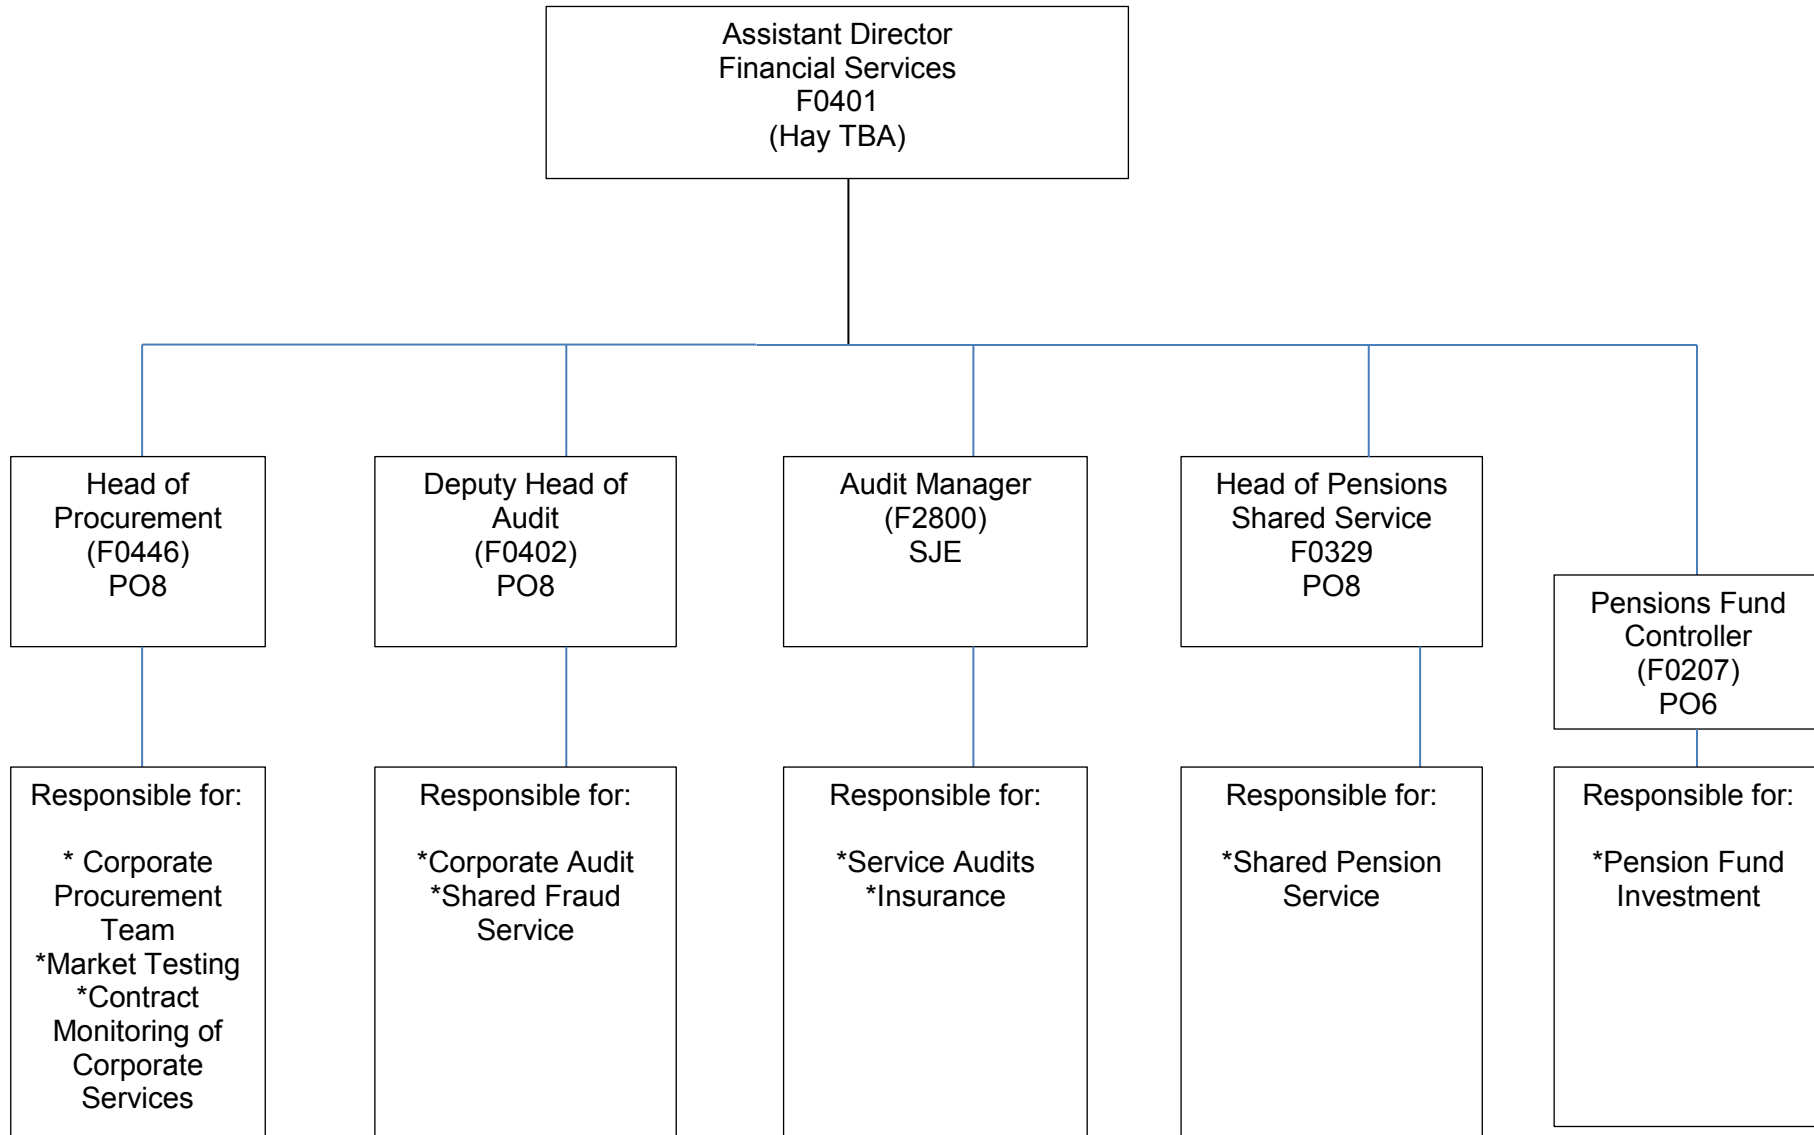 Assistant Director
Financial Services
F0401
(Hay TBA)
Head of
Procurement
(F0446)
PO8
Deputy Head of
Audit
(F0402)
PO8
Audit Manager
(F2800)
SJE
Head of Pensions
Shared Service
F0329
PO8
Pensions Fund
Controller
(F0207)
PO6
Responsible for:
* Corporate
Procurement
Team
*Market Testing
*Contract
Monitoring of
Corporate
Services
Responsible for:
*Corporate Audit
*Shared Fraud
Service
Responsible for:
*Service Audits
*Insurance
Responsible for:
*Shared Pension
Service
Responsible for:
*Pension Fund
Investment